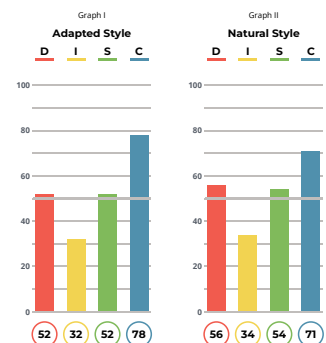 Graph I
Adapted Style
D I S C
100
80
60
40
20
0
52 32 52 78
Graph II
Natural Style
D I S C
100
80
60
40
20
0
56 34 54 71